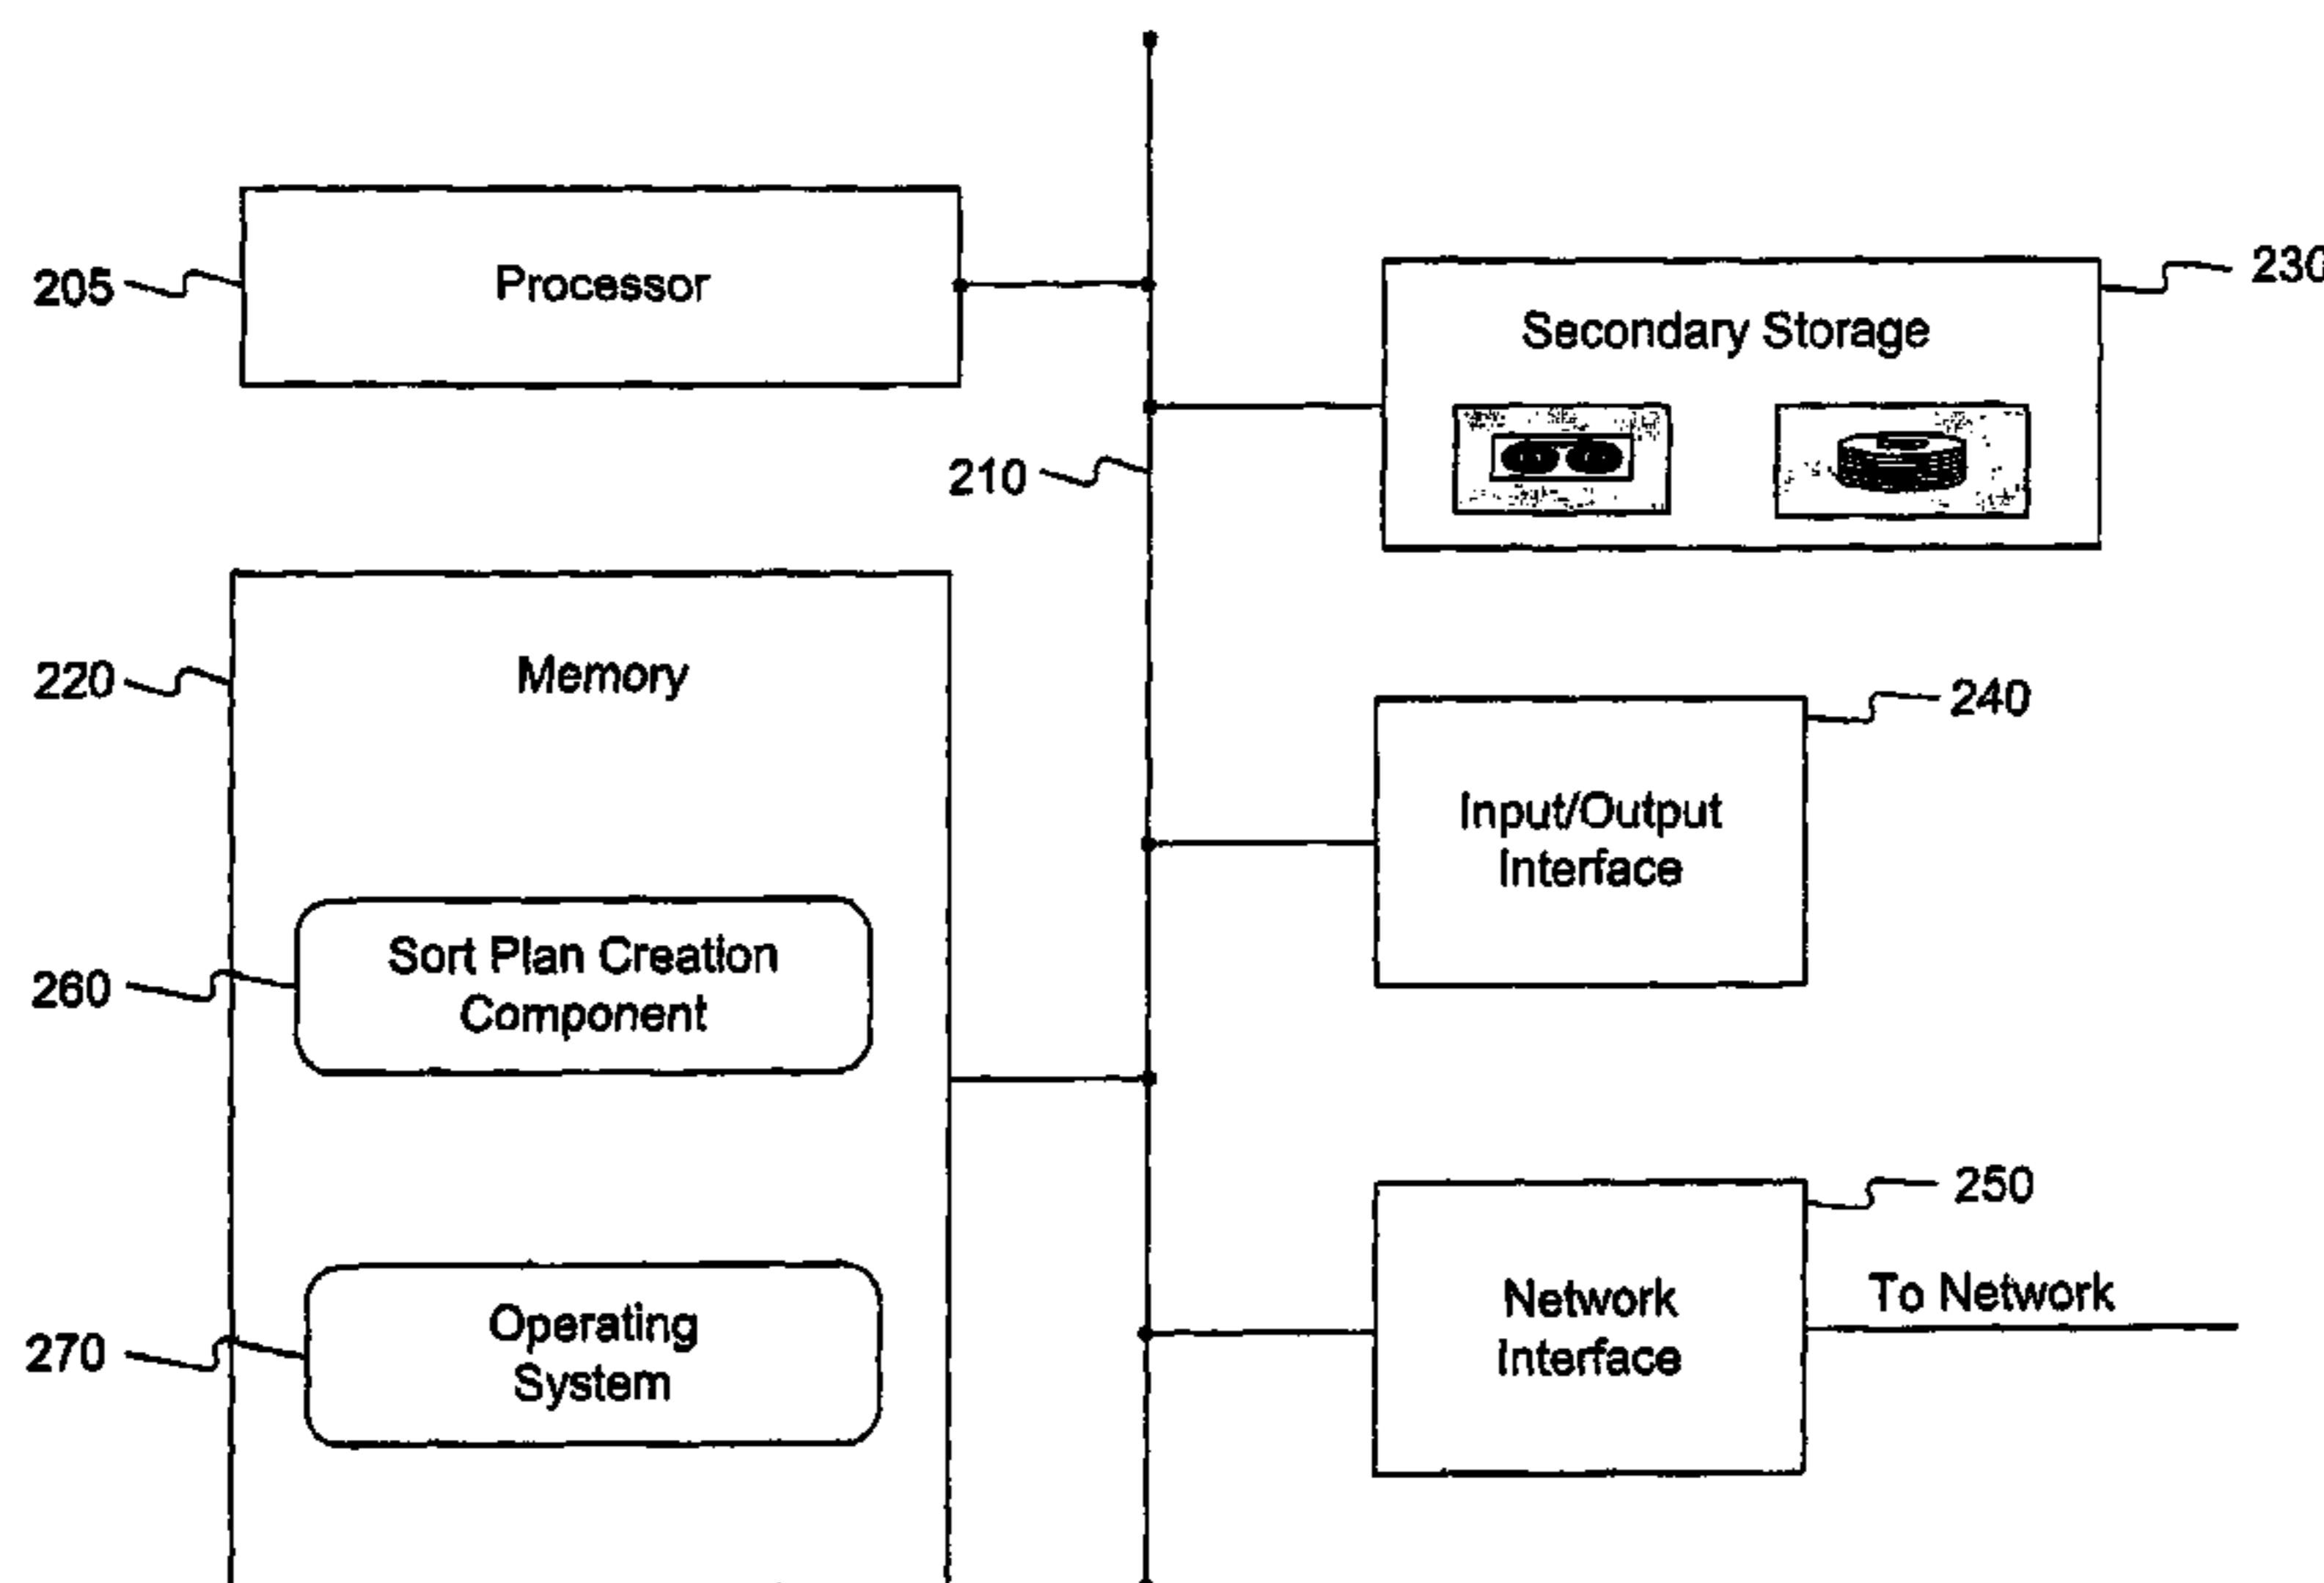 205
Processor
230
Secondary Storage
210
220
Memory
240
Input/Output
Interface
260
Sort Plan Creation
Component
250
Network
Interface
To Network
270
Operating
System